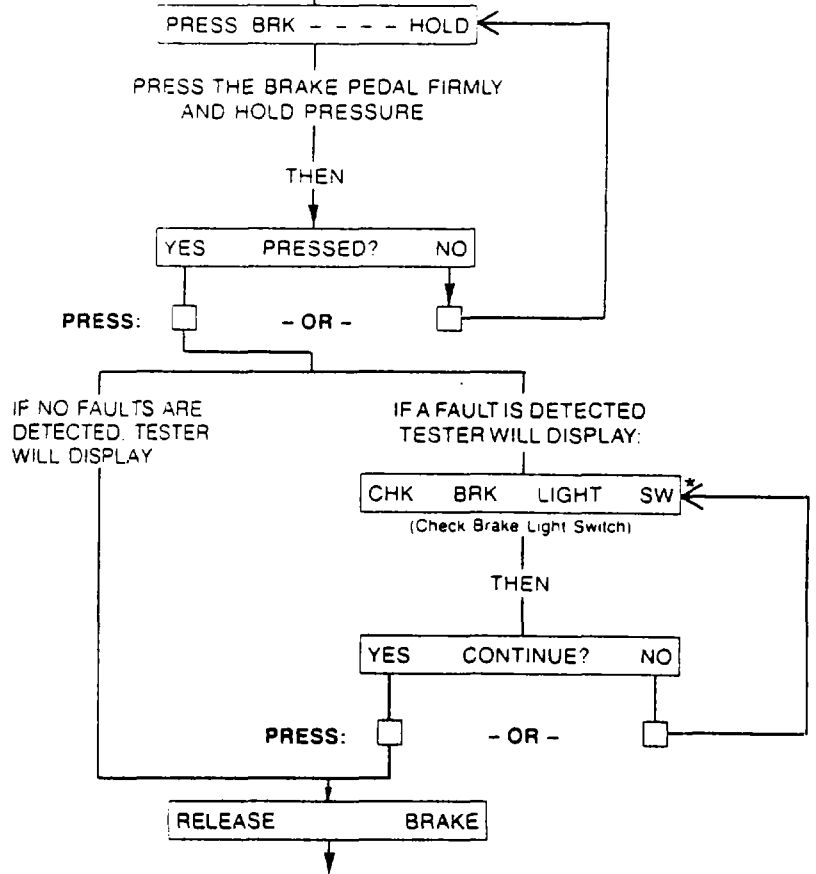 PRESS BRK - - - - HOLD
PRESS THE BRAKE PEDAL FIRMLY
AND HOLD PRESSURE
THEN
YES PRESSED? NO
PRESS: - OR -
IF NO FAULTS ARE
DETECTED. TESTER
WILL DISPLAY
IF A FAULT IS DETECTED
TESTER WILL DISPLAY:
CHK BRK LIGHT SW *
(Check Brake Light Switch)
THEN
YES CONTINUE? NO
PRESS: - OR -
RELEASE BRAKE